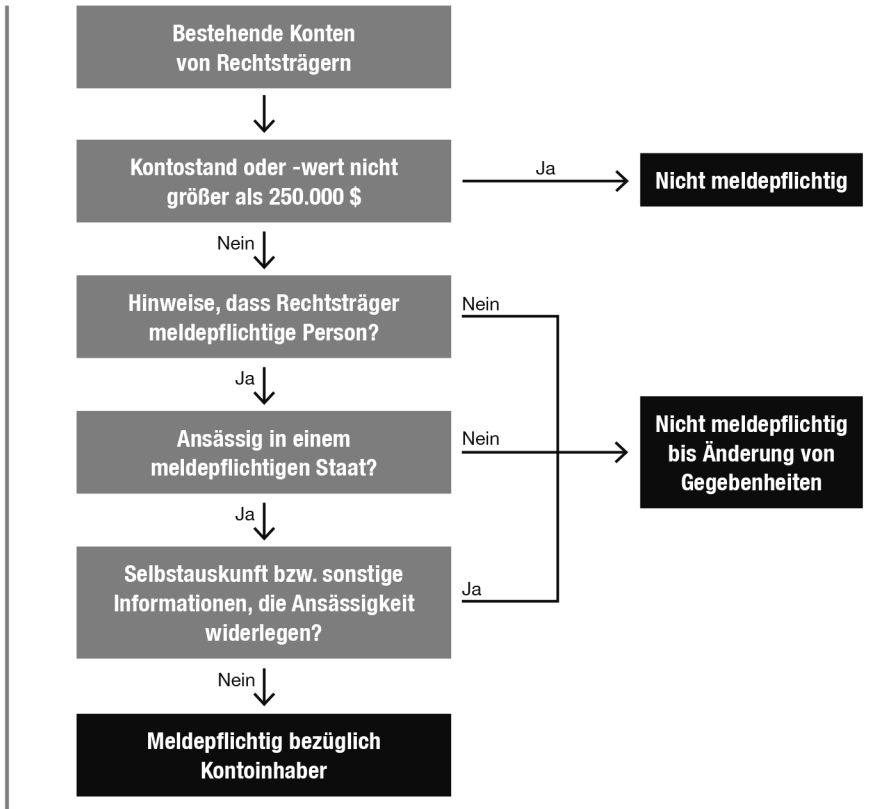 Bestehende Konten
von Rechtsträgern
Kontostand oder -wert nicht
größer als 250.000 $
Ja
Nicht meldepflichtig
Nein
Hinweise, dass Rechtsträger
meldepflichtige Person?
Nein
Ja
Ansässig in einem
meldepflichtigen Staat?
Nein
Nicht meldepflichtig
bis Änderung von
Gegebenheiten
Ja
Selbstauskunft bzw. sonstige
Informationen, die Ansässigkeit
widerlegen?
Ja
Nein
Meldepflichtig bezüglich
Kontoinhaber